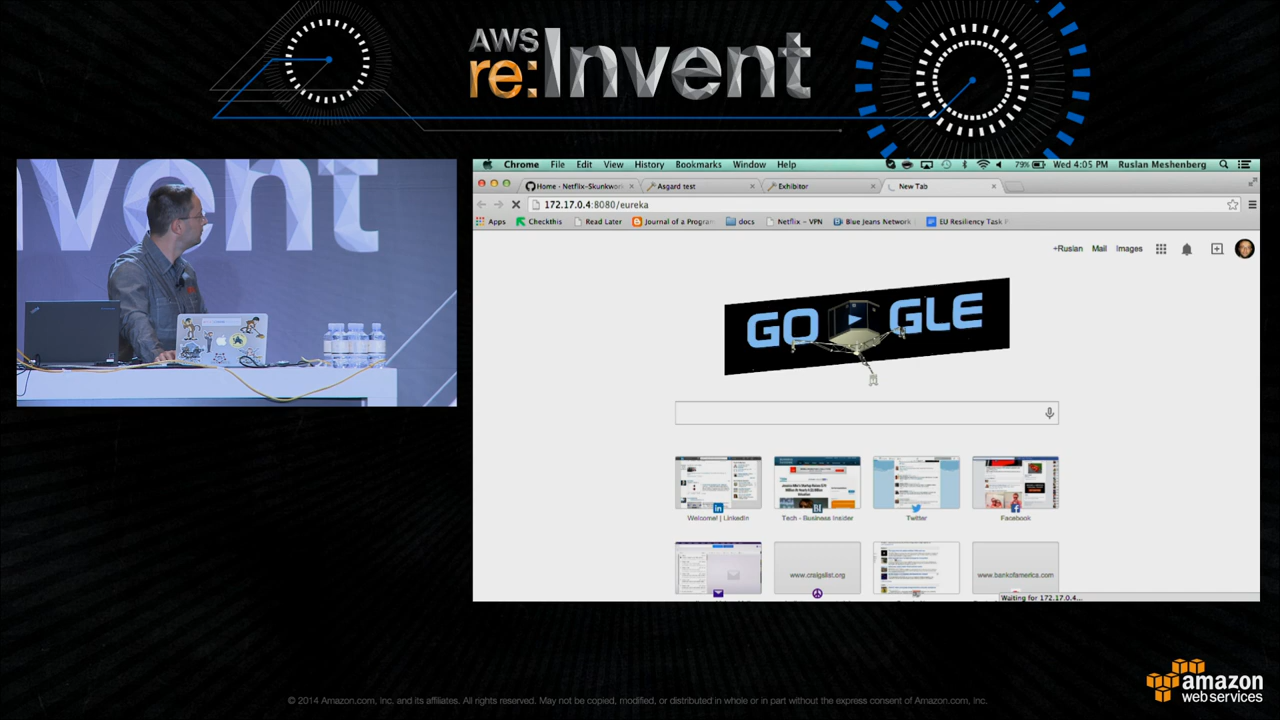 AWS
re:Invent
nvent
Chrome File Edit View History Bookmarks Window Help 79% Wed 4:05 PM Ruslan Meshenberg
Home · Netflix-Skunkwor
Asgard test
Exhibitor
New Tab
172.17.0.4:8080/eureka
Apps Checkthis Read Later Journal of a Program docs Netflix – VPN Blue Jeans Network EU Resiliency Task
+Ruslan Mail Images
GO GLE
Welcome! | LinkedIn
Tech - Business Insider
Twitter
Facebook
www.craigslist.org
www.bankofamerica.com
Waiting for 172.17.0.4...
© 2014 Amazon.com, Inc. and its affiliates. All rights reserved. May not be copied, modified, or distributed in whole or in part without the express consent of Amazon.com, Inc.
amazon
web services